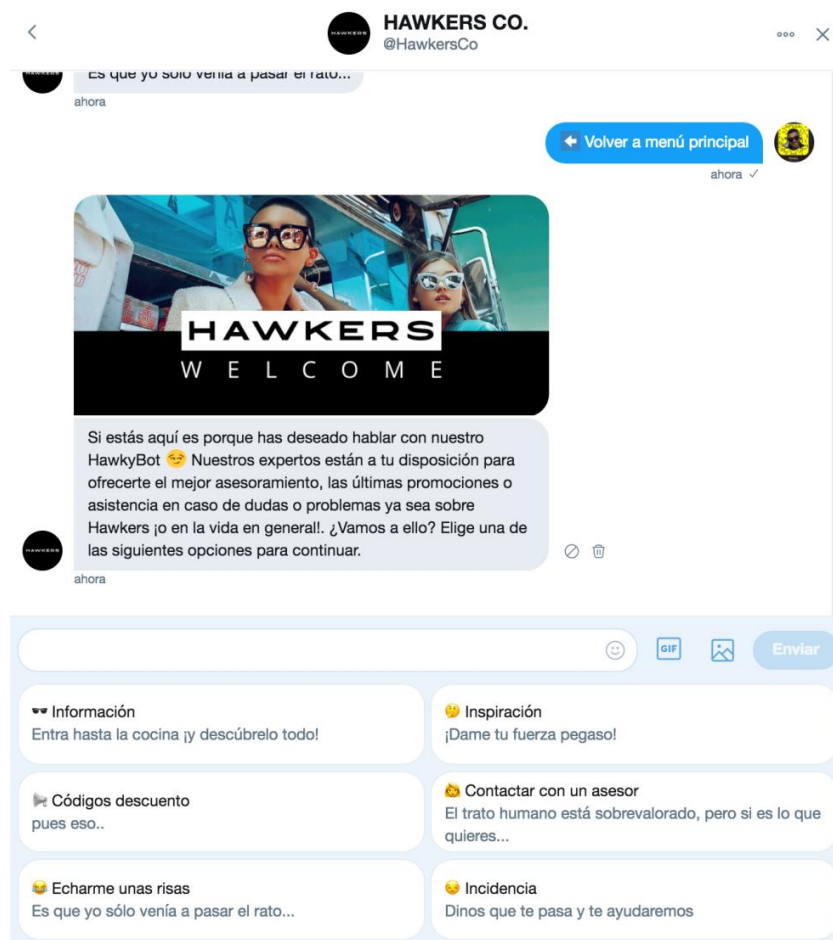 HAWKERS CO.
@HawkersCo
HAWKERS
Es que yo sólo venía a pasar el rato...
ahora
Volver a menú principal
ahora
HAWKERS
WELCOME
Si estás aquí es porque has deseado hablar con nuestro
HawkyBot 😏 Nuestros expertos están a tu disposición para
ofrecerte el mejor asesoramiento, las últimas promociones o
asistencia en caso de dudas o problemas ya sea sobre
Hawkers ¡o en la vida en general!. ¿Vamos a ello? Elige una de
las siguientes opciones para continuar.
HAWKERS
ahora
GIF
Enviar
🕶 Información
Entra hasta la cocina ¡y descúbrelo todo!
🤔 Inspiración
¡Dame tu fuerza pegaso!
Códigos descuento
pues eso..
Contactar con un asesor
El trato humano está sobrevalorado, pero si es lo que
quieres...
😂 Echarme unas risas
Es que yo sólo venía a pasar el rato...
😒 Incidencia
Dinos que te pasa y te ayudaremos